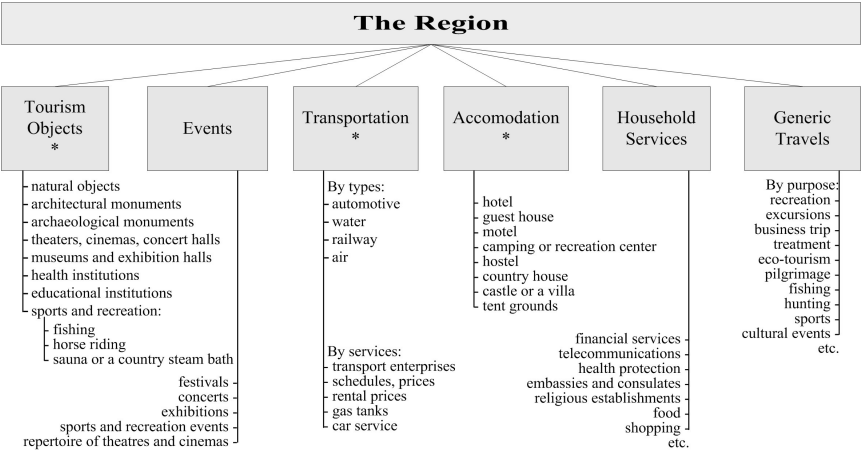 The Region
Tourism
Objects
*
Events
Transportation
*
Accomodation
*
Household
Services
Generic
Travels
natural objects
architectural monuments
archaeological monuments
theaters, cinemas, concert halls
museums and exhibition halls
health institutions
educational institutions
sports and recreation:
fishing
horse riding
sauna or a country steam bath
festivals
concerts
exhibitions
sports and recreation events
repertoire of theatres and cinemas
By types:
automotive
water
railway
air
By services:
transport enterprises
schedules, prices
rental prices
gas tanks
car service
hotel
guest house
motel
camping or recreation center
hostel
country house
castle or a villa
tent grounds
financial services
telecommunications
health protection
embassies and consulates
religious establishments
food
shopping
etc.
By purpose:
recreation
excursions
business trip
treatment
eco-tourism
pilgrimage
fishing
hunting
sports
cultural events
etc.